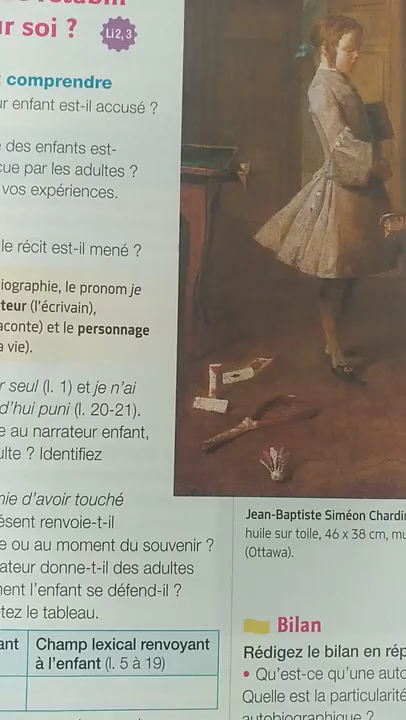 r soi ?
Li2, 3
comprendre
ur enfant est-il accusé ?
des enfants est-
cue par les adultes ?
vos expériences.
le récit est-il mené ?
iographie, le pronom je
teur (l'écrivain),
aconte) et le personnage
a vie).
r seul (l. 1) et je n'ai
d'hui puni (l. 20-21).
e au narrateur enfant,
ulte ? Identifiez
nie d'avoir touché
ésent renvoie-t-il
e ou au moment du souvenir ?
ateur donne-t-il des adultes
ment l'enfant se défend-il ?
tez le tableau.
ant
Champ lexical renvoyant
à l'enfant (l. 5 à 19)
Jean-Baptiste Siméon Chardi
huile sur toile, 46 x 38 cm, mu
(Ottawa).
Bilan
Rédigez le bilan en rép
• Qu'est-ce qu'une auto
Quelle est la particularité
autobiographique ?